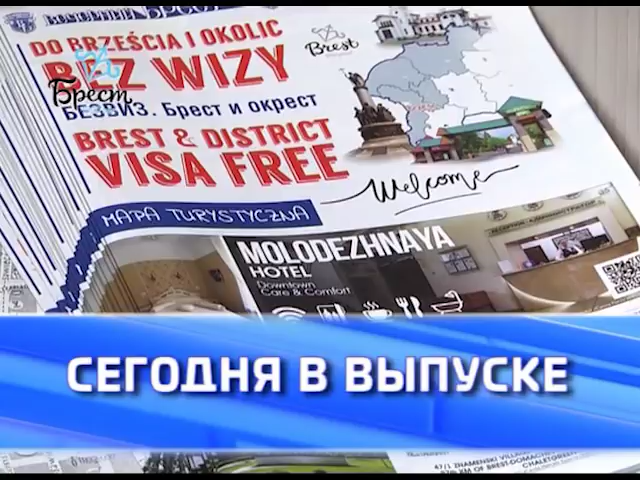 DO BRZEŚCIA I OKOLIC
BEZ WIZY
Брест
БЕЗВИЗ. Брест и окрест
BREST & DISTRICT
VISA FREE
Brest
Welcome
MAPA TURYSTYCZNA
MOLODEZHNAYA
HOTEL
Downtown
Care & Comfort
СЕГОДНЯ В ВЫПУСКЕ